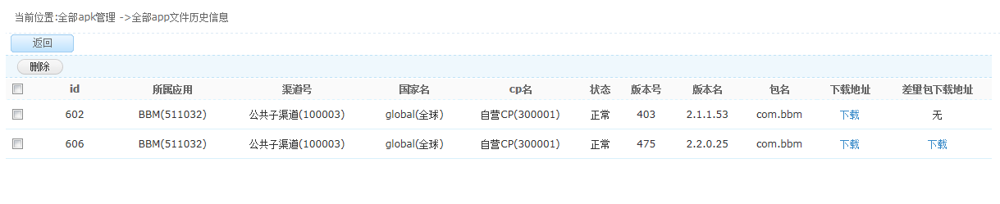 当前位置:全部apk管理 ->全部app文件历史信息
返回
删除
id 所属应用 渠道号 国家名 cp名 状态 版本号 版本名 包名 下载地址 差量包下载地址
602 BBM(511032) 公共子渠道(100003) global(全球) 自营CP(300001) 正常 403 2.1.1.53 com.bbm 下载 无
606 BBM(511032) 公共子渠道(100003) global(全球) 自营CP(300001) 正常 475 2.2.0.25 com.bbm 下载 下载